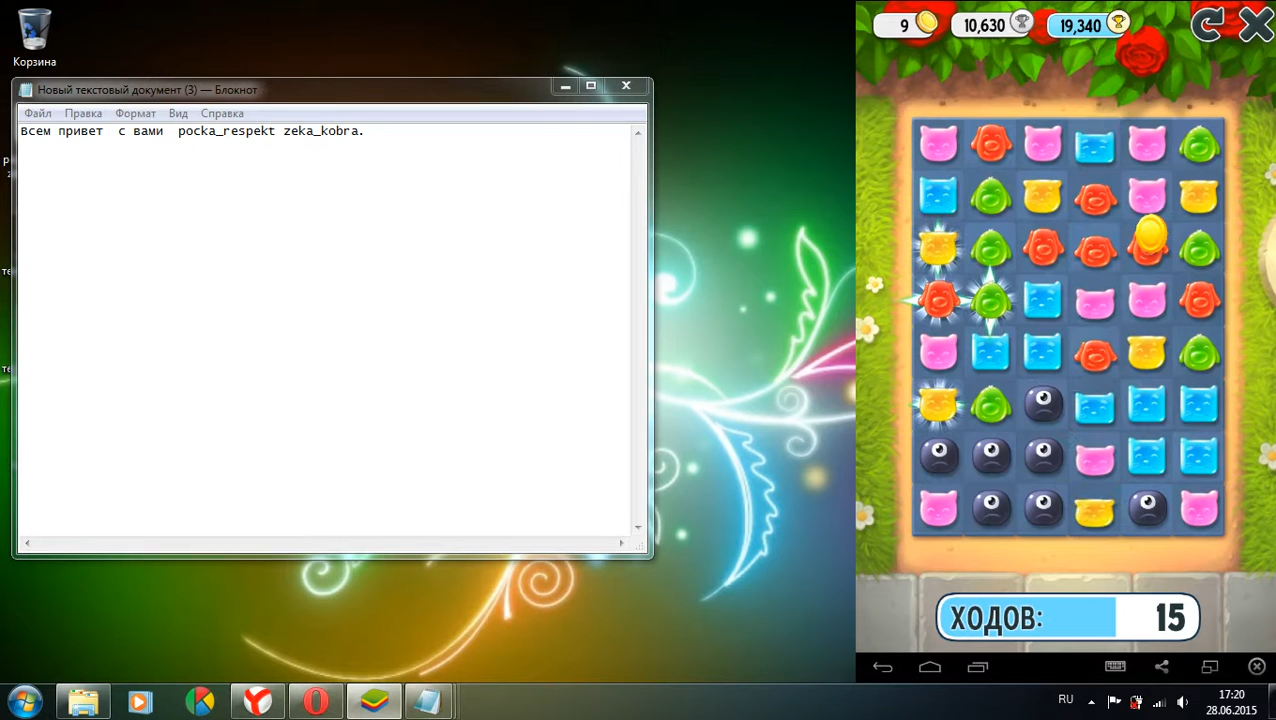 9
10,630
19,340
Корзина
Новый текстовый документ (3) — Блокнот
Файл Правка Формат Вид Справка
Всем привет с вами pocka_respekt zeka_kobra.
ХОДОВ: 15
RU
17:20
28.06.2015